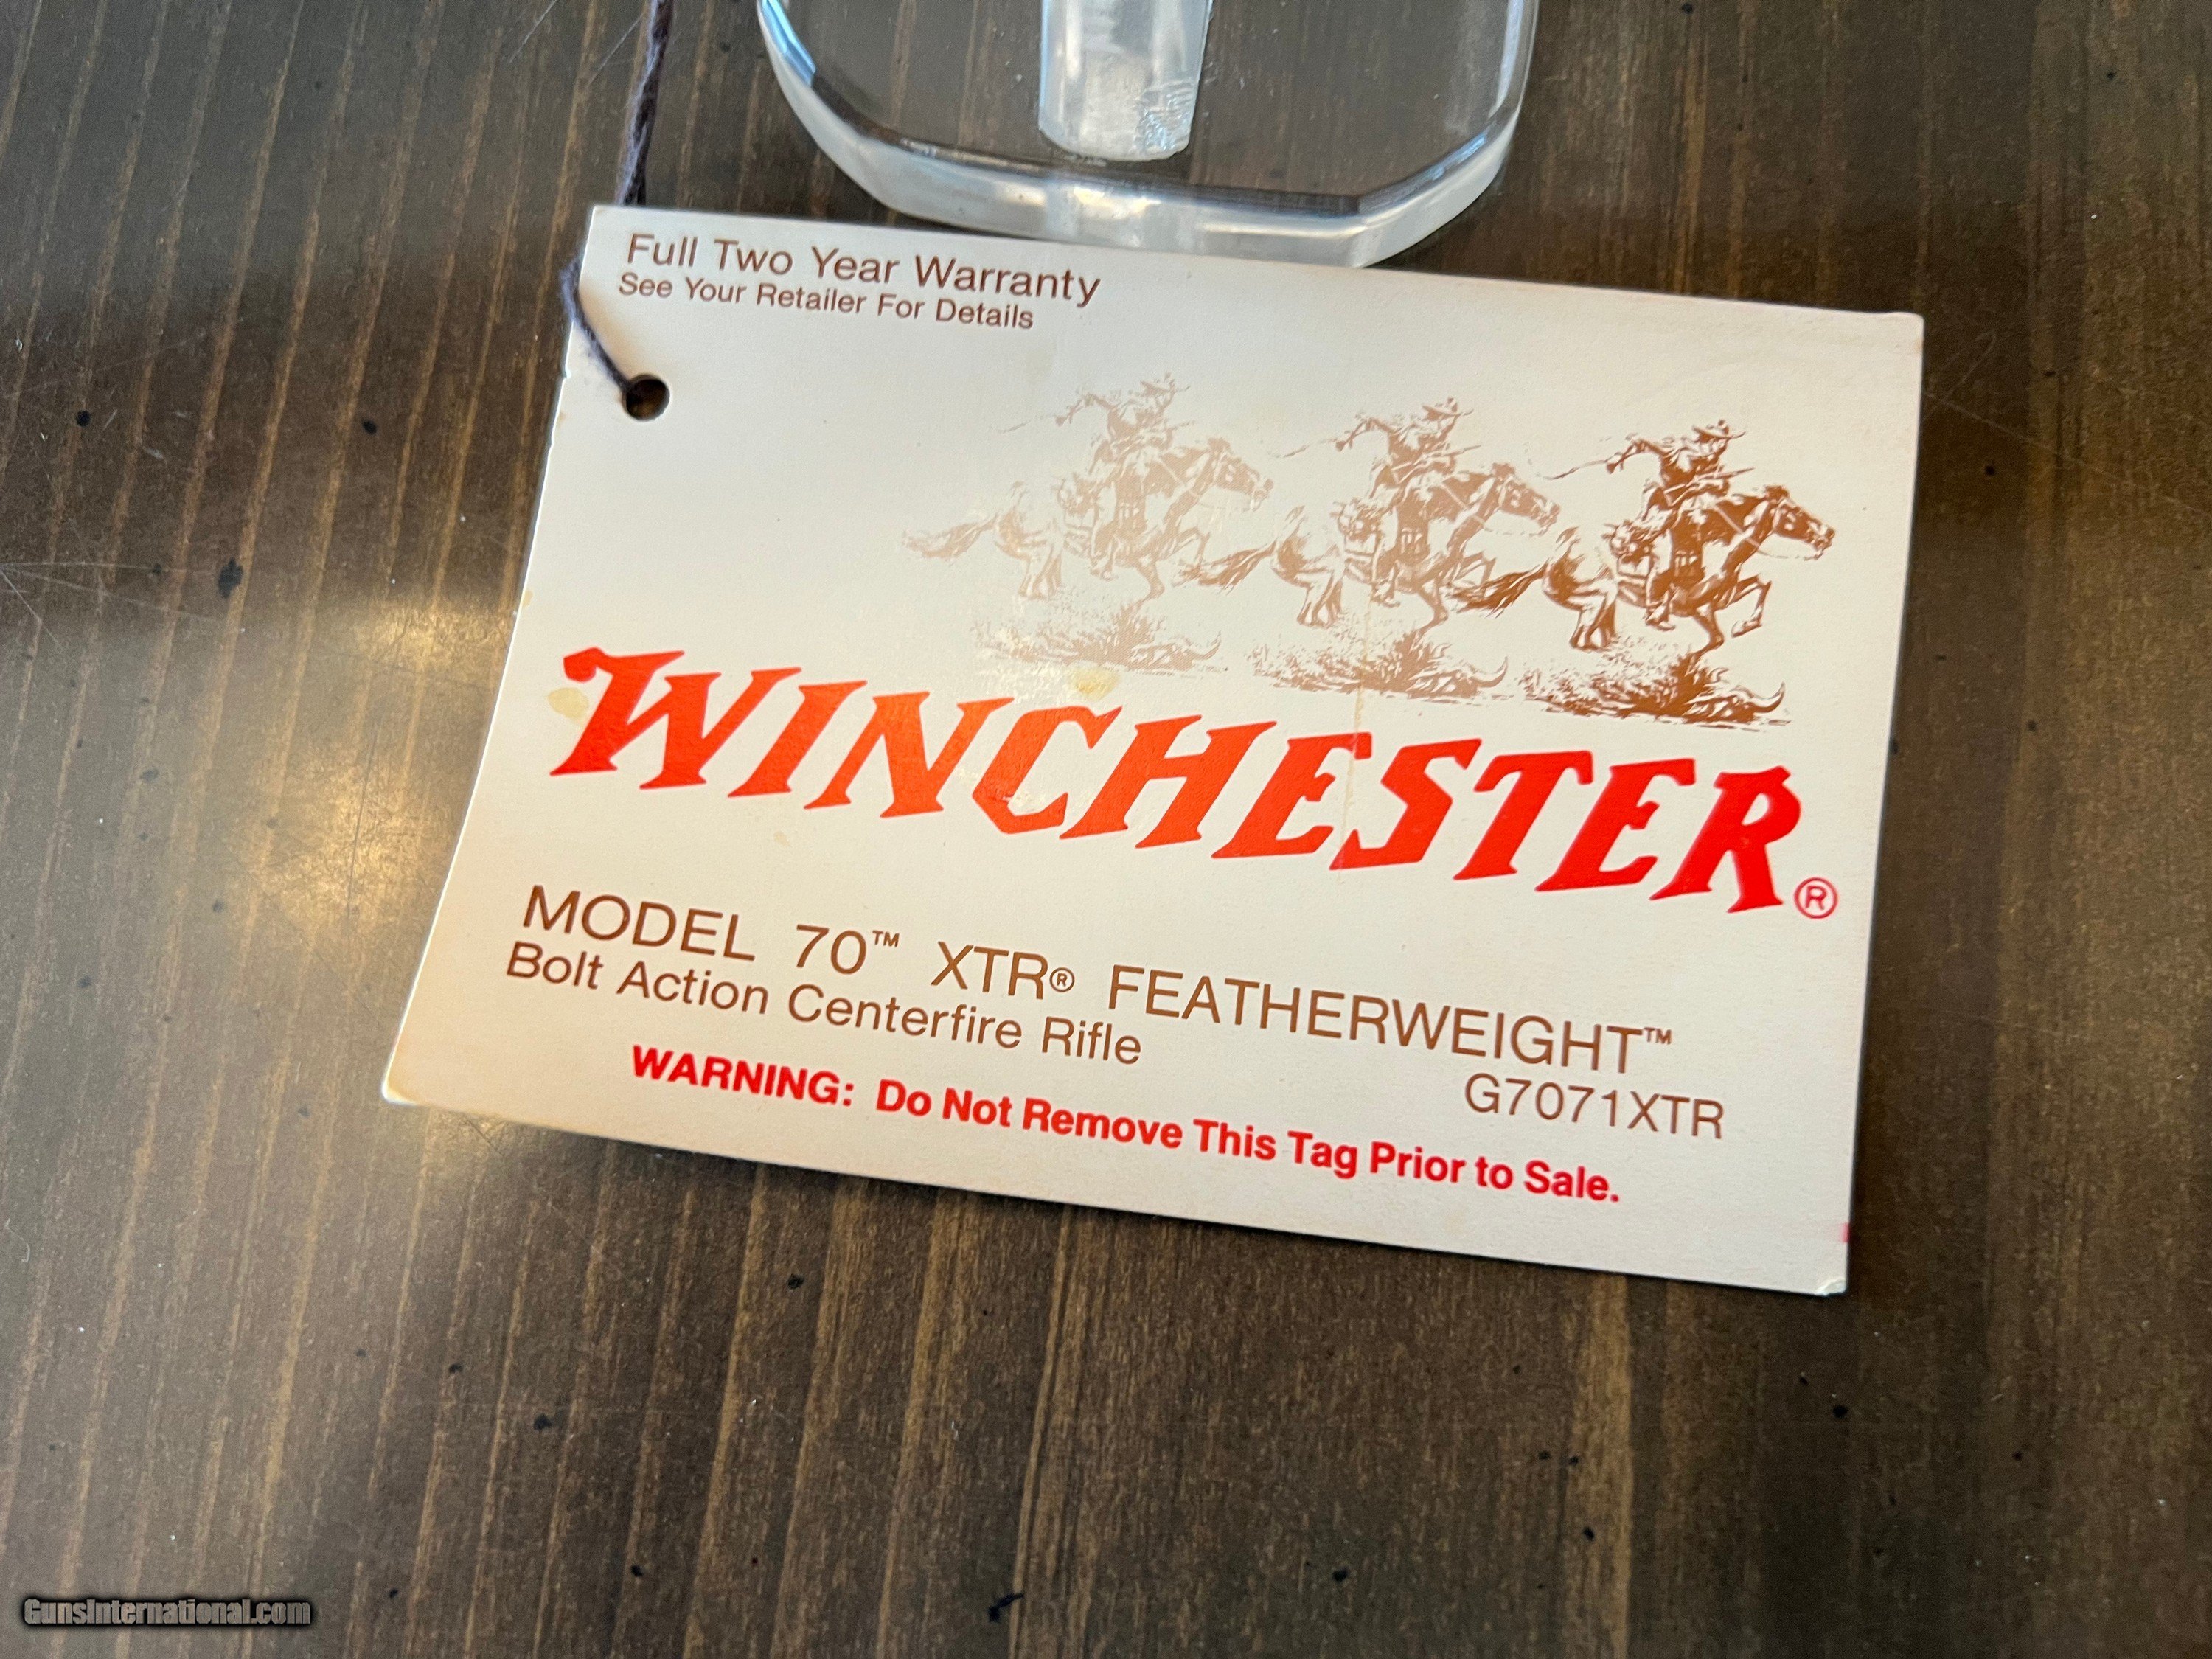 Full Two Year Warranty
See Your Retailer For Details
WINCHESTER®
MODEL 70™ XTR® FEATHERWEIGHT™
Bolt Action Centerfire Rifle
G7071XTR
WARNING: Do Not Remove This Tag Prior to Sale.
GunsInternational.com